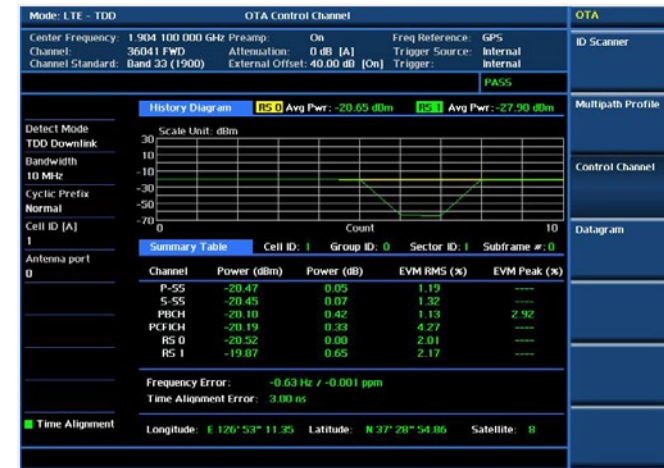 Mode: LTE - TDD OTA Control Channel OTA
Center Frequency: 1.904 100 000 GHz Preamp: On Freq Reference: GPS
Channel: 36041 FWD Attenuation: 0 dB [A] Trigger Source: Internal
Channel Standard: Band 33 (1900) External Offset: 40.00 dB [On] Trigger: Internal
ID Scanner
PASS
Multipath Profile
History Diagram RS 0 Avg Pwr: -20.65 dBm RS 1 Avg Pwr: -27.90 dBm
Detect Mode
TDD Downlink
Scale Unit: dBm
30
10
-10
-30
-50
-70
0 Count 10
Bandwidth
10 MHz
Control Channel
Cyclic Prefix
Normal
Cell ID [A]
1
Datagram
Summary Table Cell ID: 1 Group ID: 0 Sector ID: 1 Subframe #: 0
Antenna port
0
Channel Power (dBm) Power (dB) EVM RMS (%) EVM Peak (%)
P-SS -20.47 0.05 1.19 ----
S-SS -20.45 0.07 1.32 ----
PBCH -20.10 0.42 1.13 2.92
PCFICH -20.19 0.33 4.27 ----
RS 0 -20.52 0.00 2.01 ----
RS 1 -19.87 0.65 2.17 ----
Frequency Error: -0.63 Hz / -0.001 ppm
Time Alignment Error: 3.00 ns
Time Alignment
Longitude: E 126' 53" 11.35 Latitude: N 37' 28" 54.86 Satellite: 8